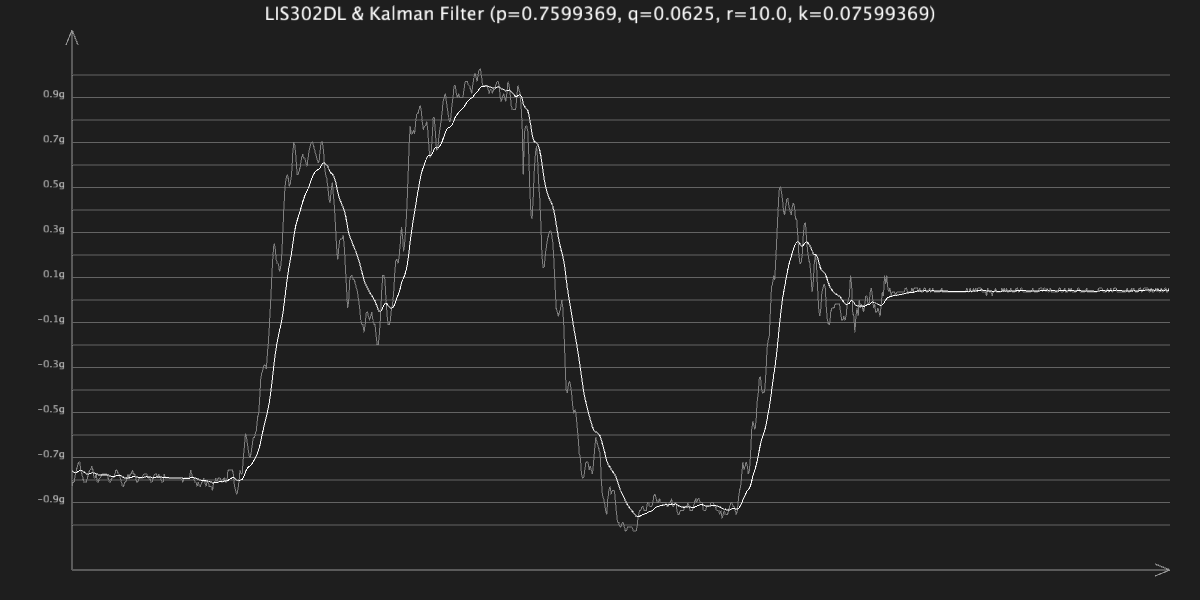 LIS302DL & Kalman Filter (p=0.7599369, q=0.0625, r=10.0, k=0.07599369)
0.9g
0.7g
0.5g
0.3g
0.1g
-0.1g
-0.3g
-0.5g
-0.7g
-0.9g